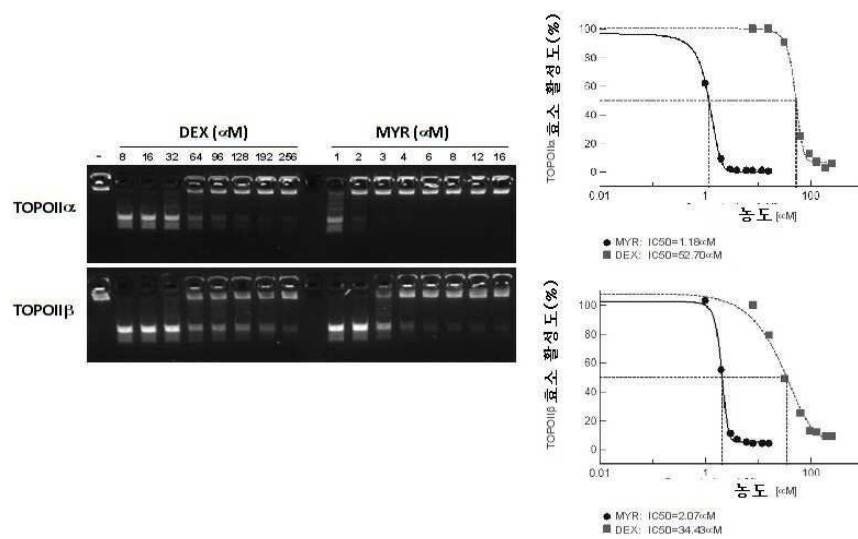 DEX (αM)
MYR (αM)
- 8 16 32 64 96 128 192 256 1 2 3 4 6 8 12 16
TOPOIIα
TOPOIIβ
TOPOIIα 효소 활성도(%)
100
80
60
40
20
0
0.01 1 100
농도 [αM]
MYR: IC50=1.18αM
DEX: IC50=52.70αM
TOPOIIβ 효소 활성도(%)
100
80
60
40
20
0
0.01 1 100
농도 [αM]
MYR: IC50=2.07αM
DEX: IC50=34.43αM